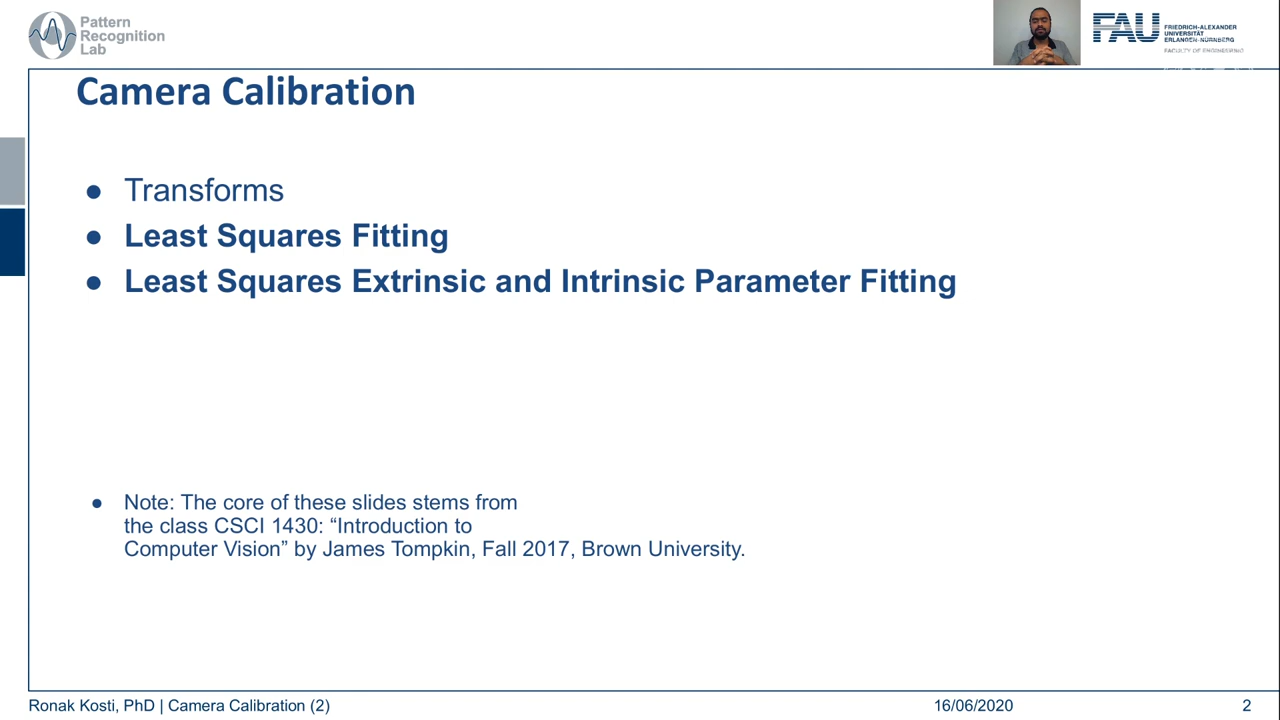 Pattern
Recognition
Lab
FAU
FRIEDRICH-ALEXANDER
UNIVERSITÄT
ERLANGEN-NÜRNBERG
FACULTY OF ENGINEERING
Camera Calibration
● Transforms
● Least Squares Fitting
● Least Squares Extrinsic and Intrinsic Parameter Fitting
● Note: The core of these slides stems from
the class CSCI 1430: “Introduction to
Computer Vision” by James Tompkin, Fall 2017, Brown University.
Ronak Kosti, PhD | Camera Calibration (2)
16/06/2020
2